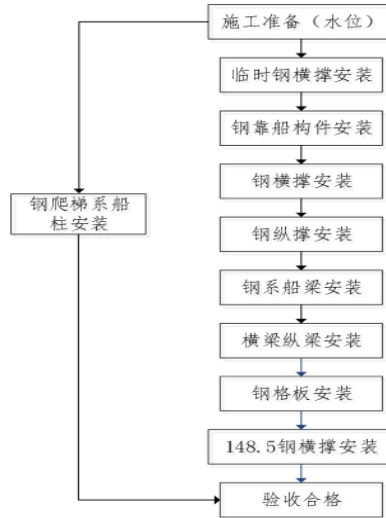 施工准备（水位）
临时钢横撑安装
钢靠船构件安装
钢横撑安装
钢爬梯系船
柱安装
钢纵撑安装
钢系船梁安装
横梁纵梁安装
钢格板安装
148.5钢横撑安装
验收合格